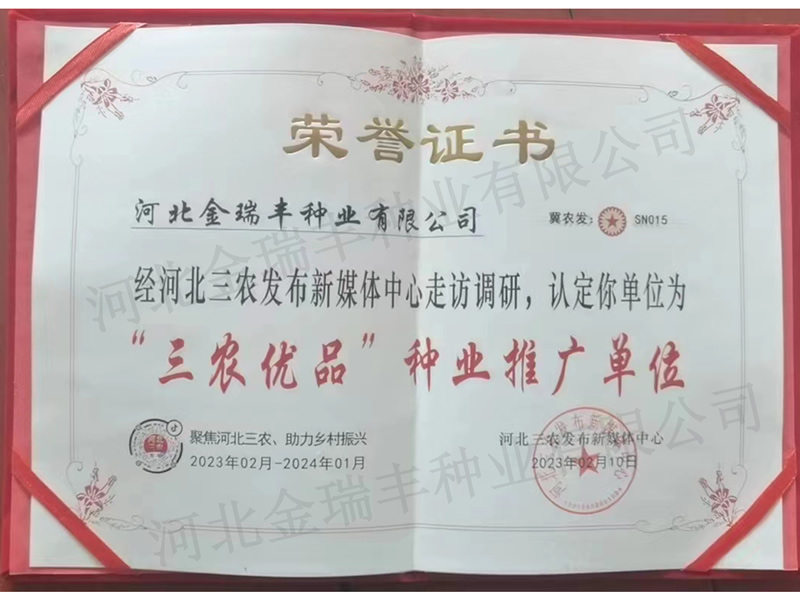 荣誉证书
河北金瑞丰种业有限公司
冀农发： SN015
经河北三农发布新媒体中心走访调研，认定你单位为
“三农优品”种业推广单位
聚焦河北三农、助力乡村振兴
2023年02月-2024年01月
河北三农发布新媒体中心
2023年02月10日
河北金瑞丰种业有限公司
河北金瑞丰种业有限公司